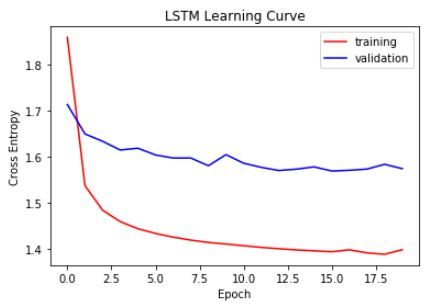 LSTM Learning Curve
training
validation
Cross Entropy
1.8
1.7
1.6
1.5
1.4
0.0 2.5 5.0 7.5 10.0 12.5 15.0 17.5
Epoch